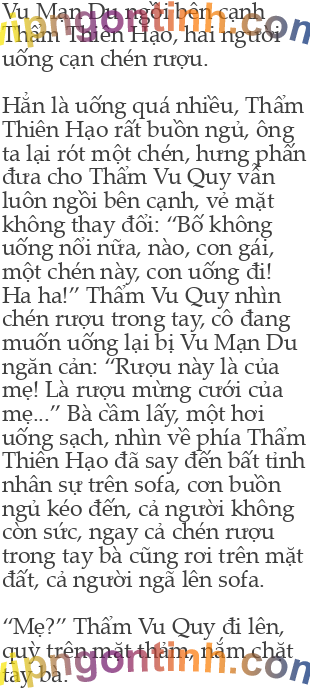 Vu Mạn Du ngồi bên cạnh
Thẩm Thiên Hạo, hai người
uống cạn chén rượu.
Hẳn là uống quá nhiều, Thẩm
Thiên Hạo rất buồn ngủ, ông
ta lại rót một chén, hưng phấn
đưa cho Thẩm Vu Quy vẫn
luôn ngồi bên cạnh, vẻ mặt
không thay đổi: “Bố không
uống nổi nữa, nào, con gái,
một chén này, con uống đi!
Ha ha!” Thẩm Vu Quy nhìn
chén rượu trong tay, cô đang
muốn uống lại bị Vu Mạn Du
ngăn cản: “Rượu này là của
mẹ! Là rượu mừng cưới của
mẹ...” Bà cầm lấy, một hơi
uống sạch, nhìn về phía Thẩm
Thiên Hạo đã say đến bất tỉnh
nhân sự trên sofa, cơn buồn
ngủ kéo đến, cả người không
còn sức, ngay cả chén rượu
trong tay bà cũng rơi trên mặt
đất, cả người ngã lên sofa.
“Mẹ?” Thẩm Vu Quy đi lên,
quỳ trên mặt thảm, nắm chặt
tay bà.